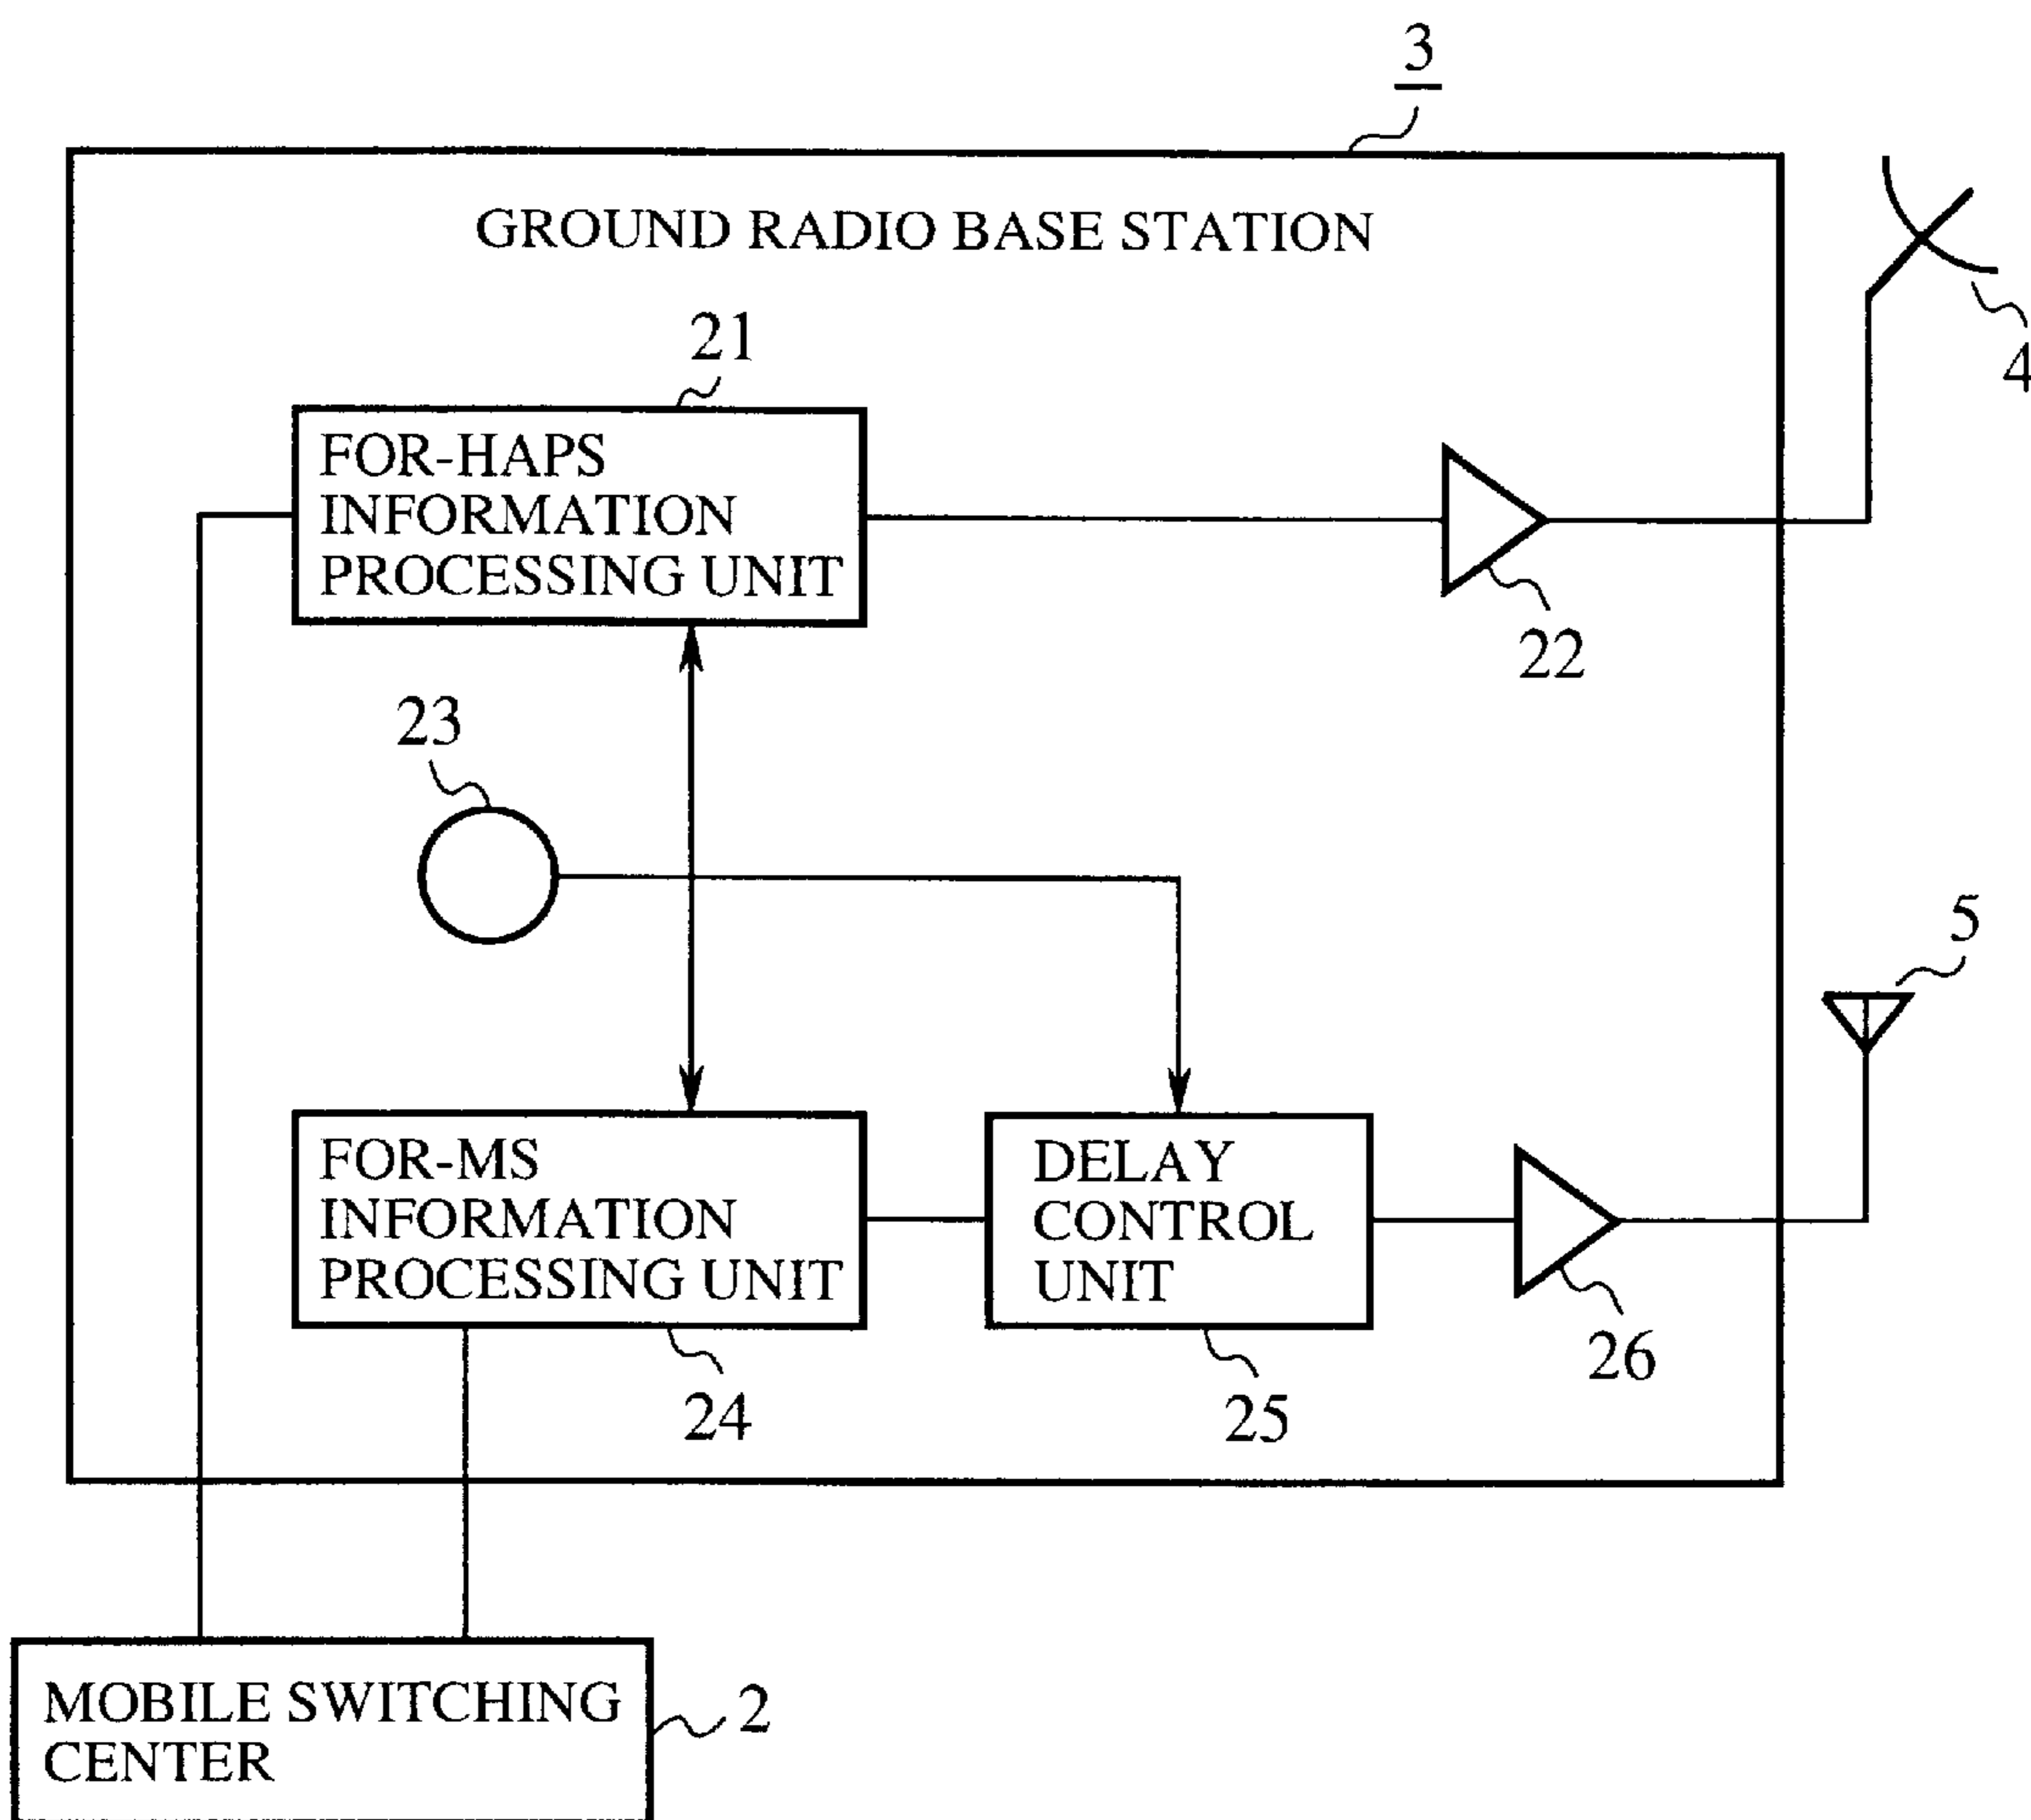 3
GROUND RADIO BASE STATION
4
21
FOR-HAPS
INFORMATION
PROCESSING UNIT
22
23
5
FOR-MS
INFORMATION
PROCESSING UNIT
DELAY
CONTROL
UNIT
26
24
25
MOBILE SWITCHING
CENTER
2